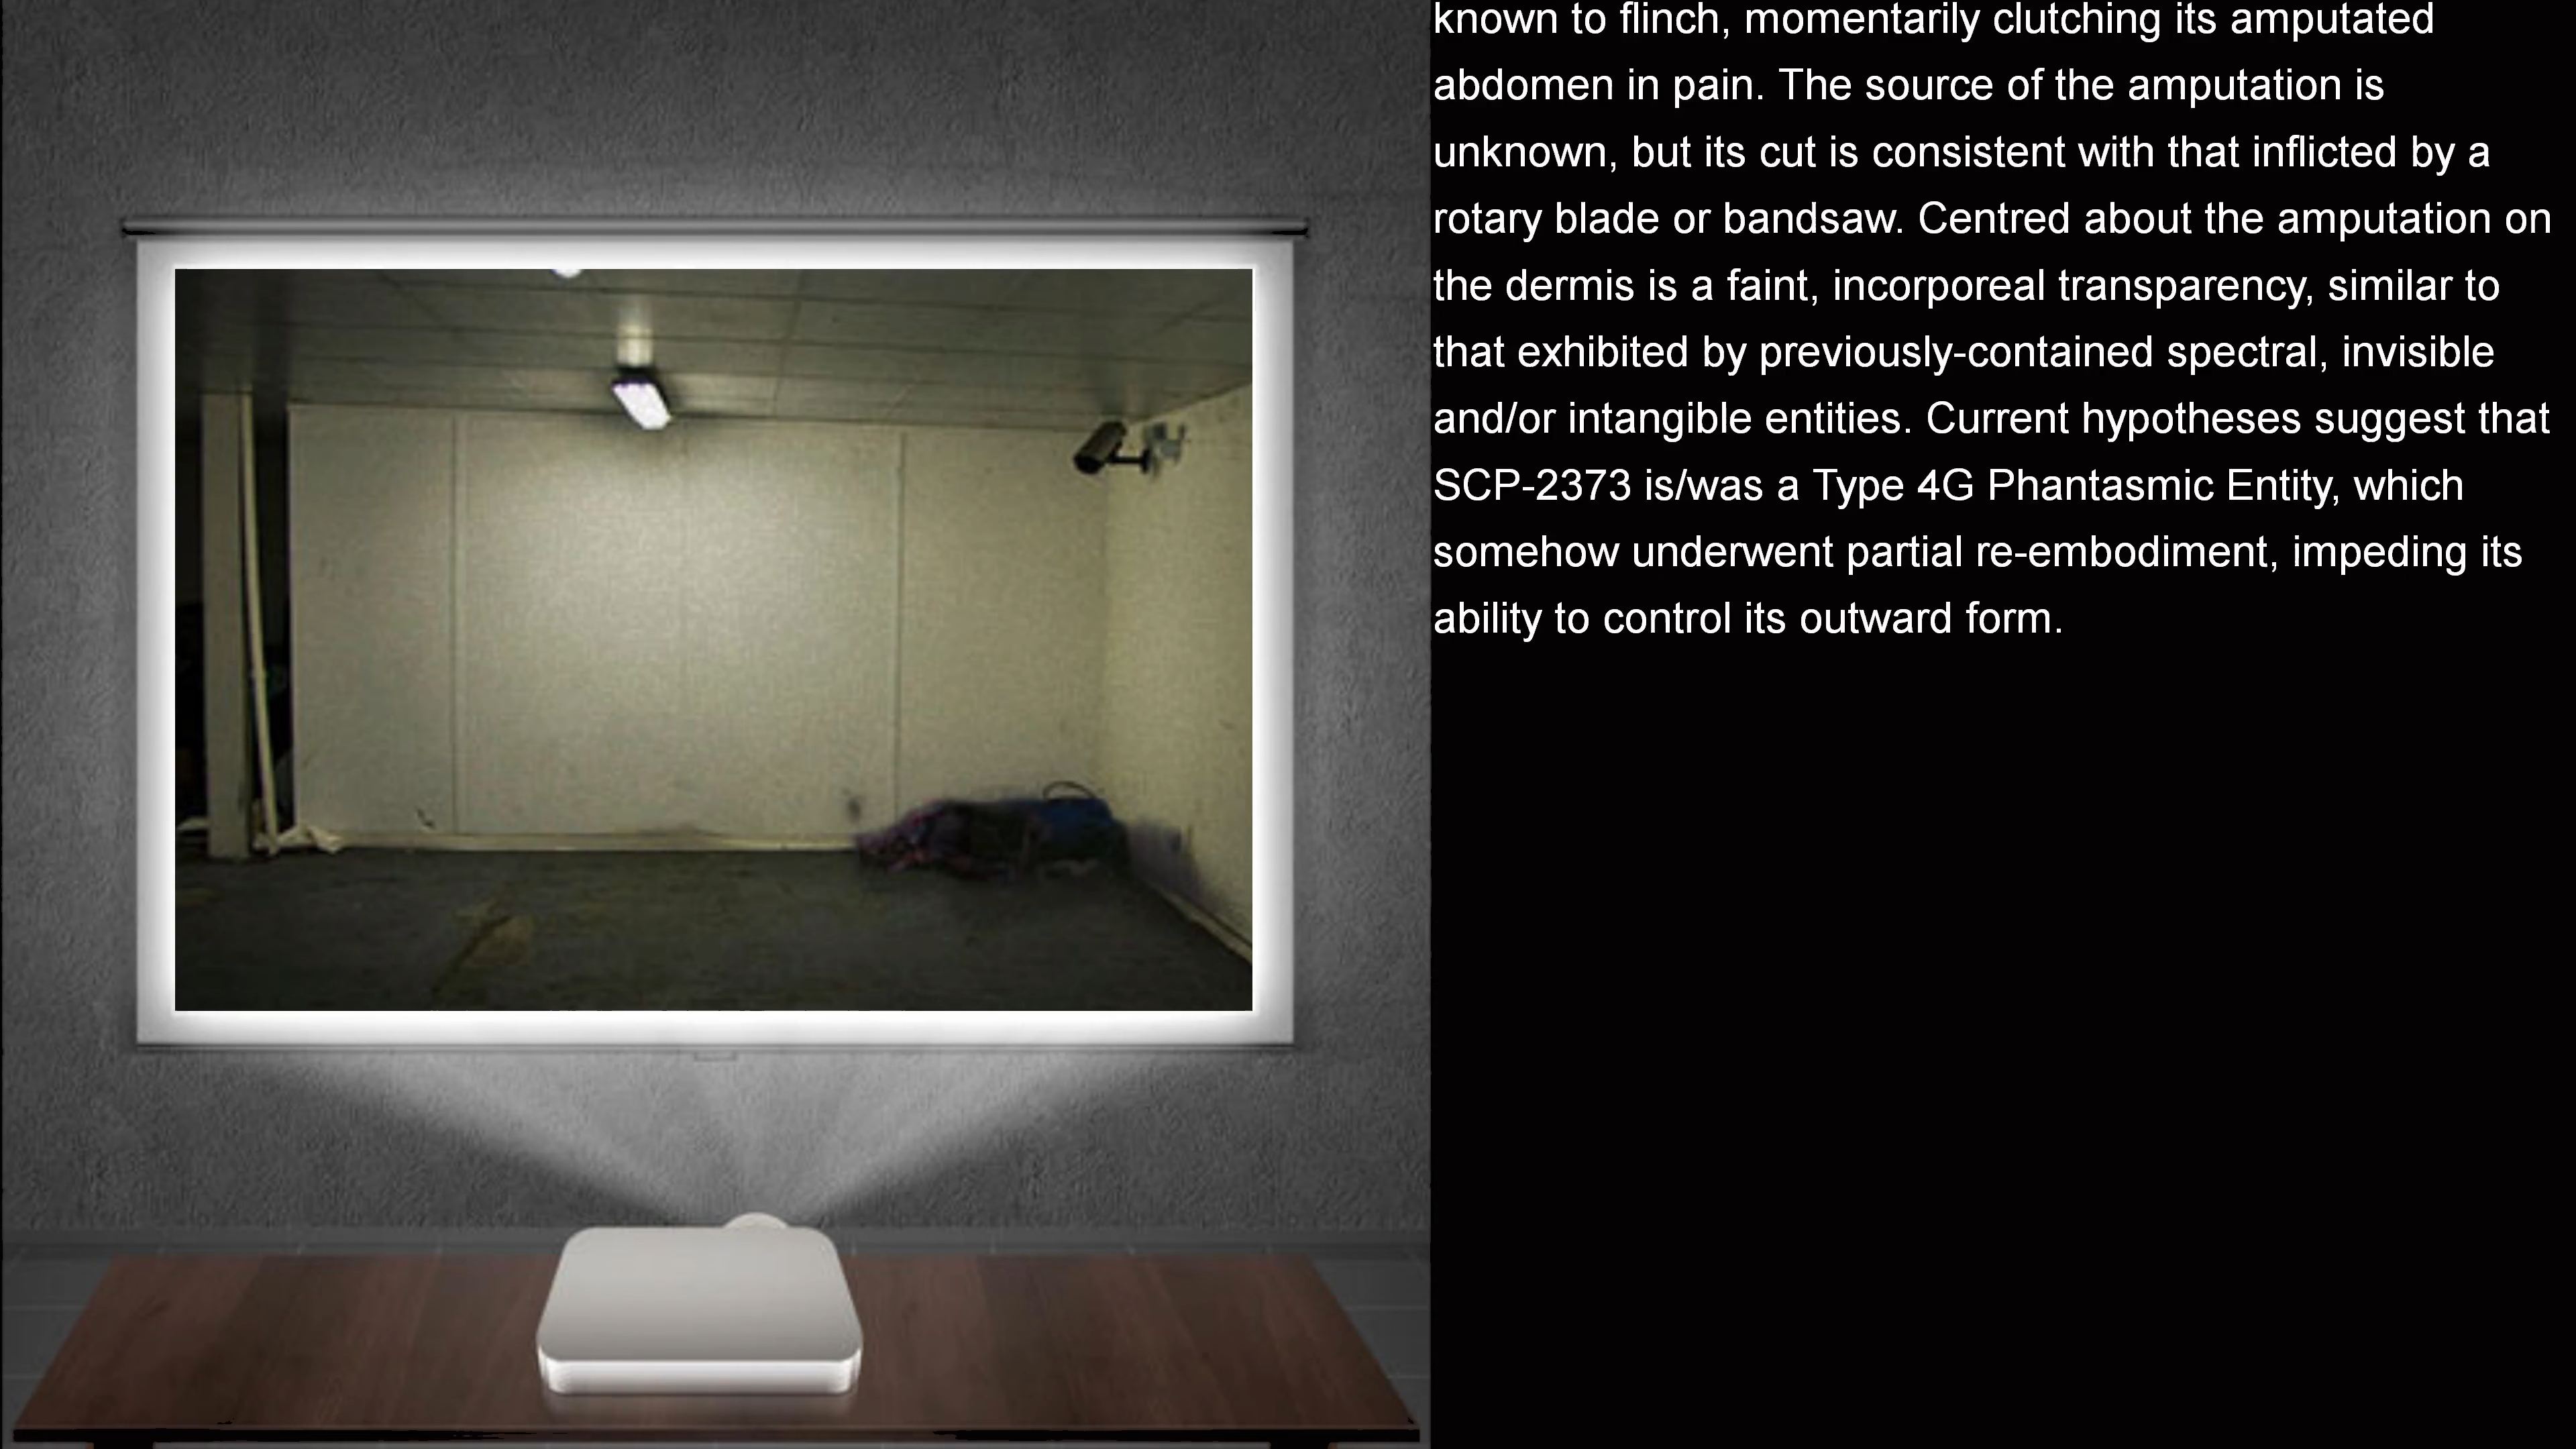 known to flinch, momentarily clutching its amputated
abdomen in pain. The source of the amputation is
unknown, but its cut is consistent with that inflicted by a
rotary blade or bandsaw. Centred about the amputation on
the dermis is a faint, incorporeal transparency, similar to
that exhibited by previously-contained spectral, invisible
and/or intangible entities. Current hypotheses suggest that
SCP-2373 is/was a Type 4G Phantasmic Entity, which
somehow underwent partial re-embodiment, impeding its
ability to control its outward form.